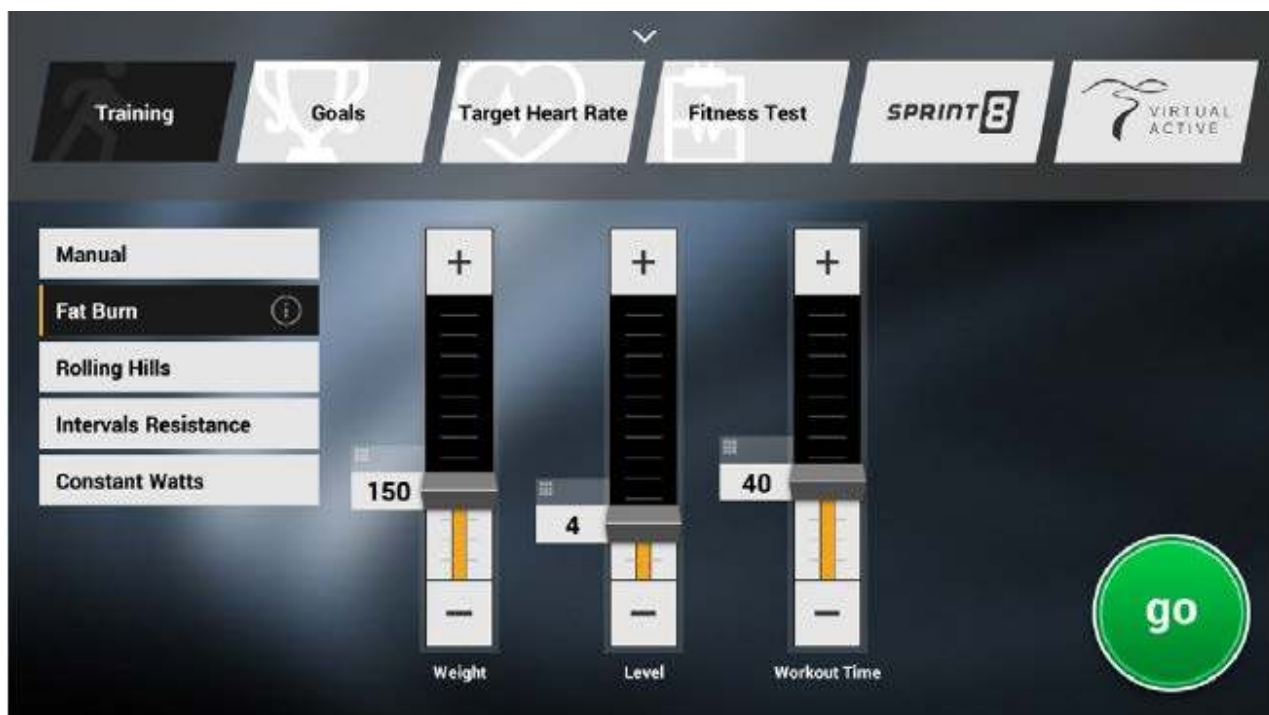 Training
Goals
Target Heart Rate
Fitness Test
SPRINT 8
VIRTUAL
ACTIVE
Manual
Fat Burn
Rolling Hills
Intervals Resistance
Constant Watts
+
+
+
150
4
40
−
−
−
Weight
Level
Workout Time
go